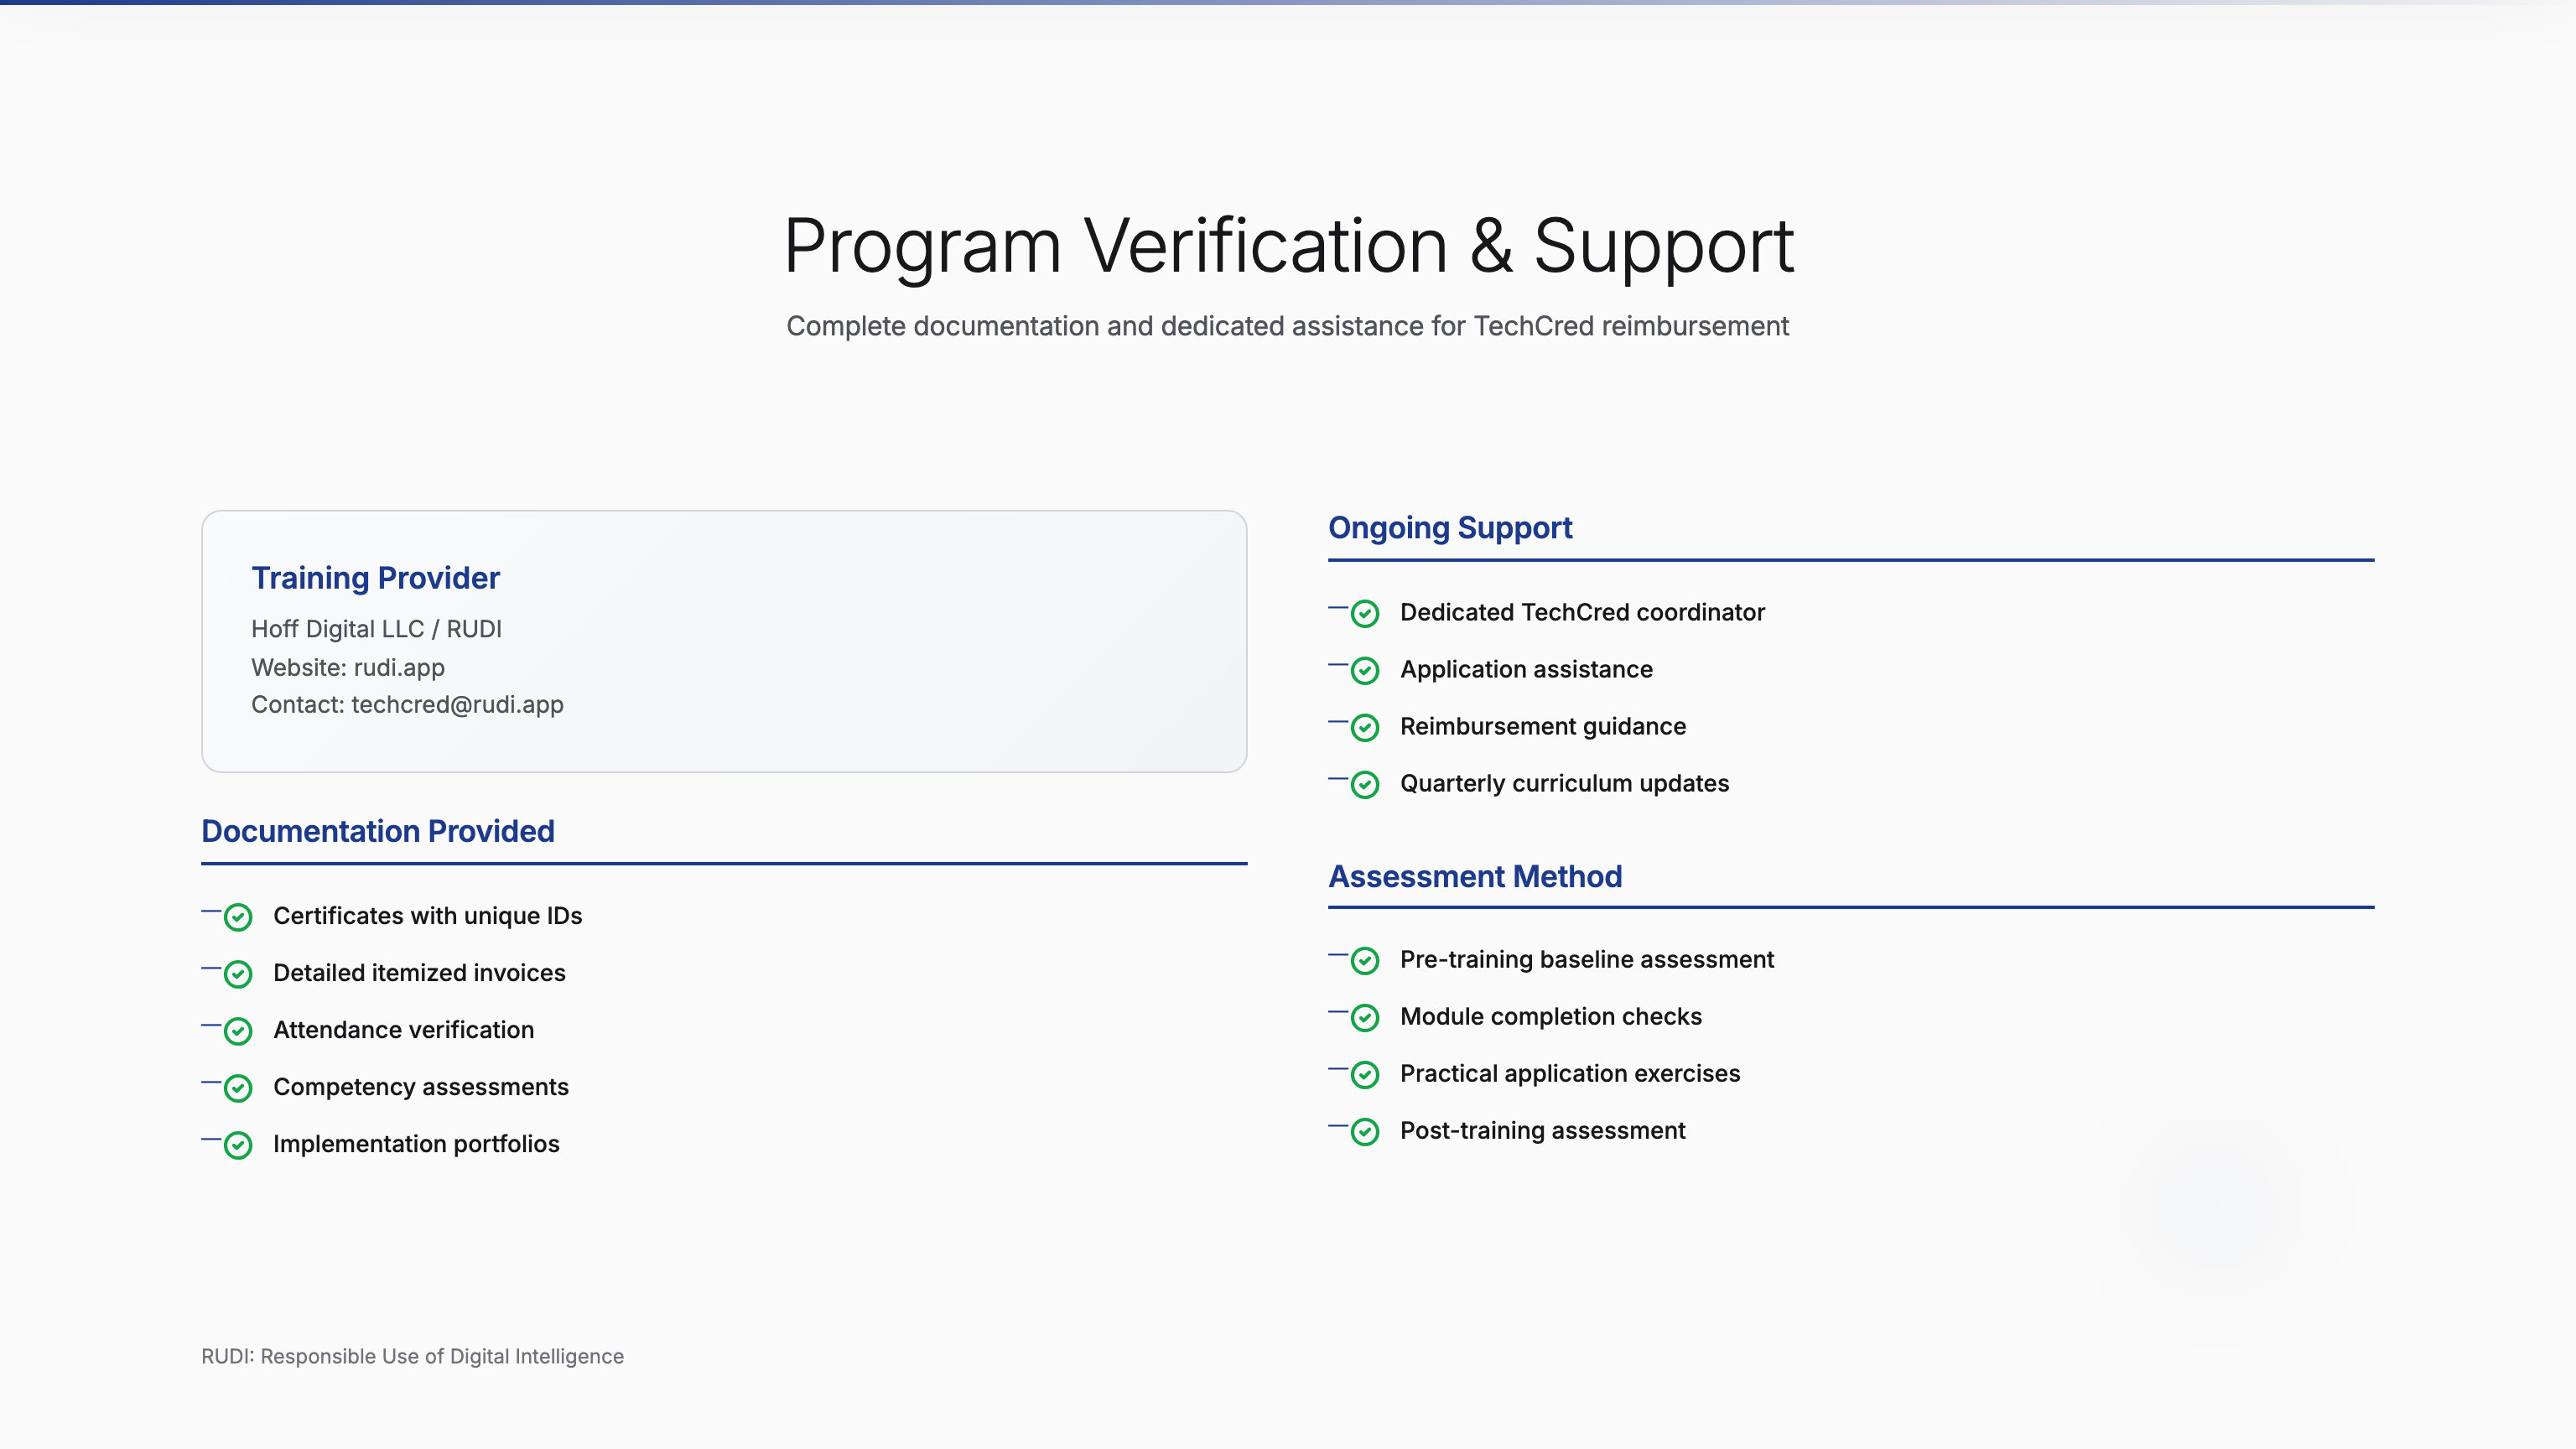 Program Verification & Support
Complete documentation and dedicated assistance for TechCred reimbursement
Training Provider
Hoff Digital LLC / RUDI
Website: rudi.app
Contact: techcred@rudi.app
Documentation Provided
Certificates with unique IDs
Detailed itemized invoices
Attendance verification
Competency assessments
Implementation portfolios
Ongoing Support
Dedicated TechCred coordinator
Application assistance
Reimbursement guidance
Quarterly curriculum updates
Assessment Method
Pre-training baseline assessment
Module completion checks
Practical application exercises
Post-training assessment
RUDI: Responsible Use of Digital Intelligence